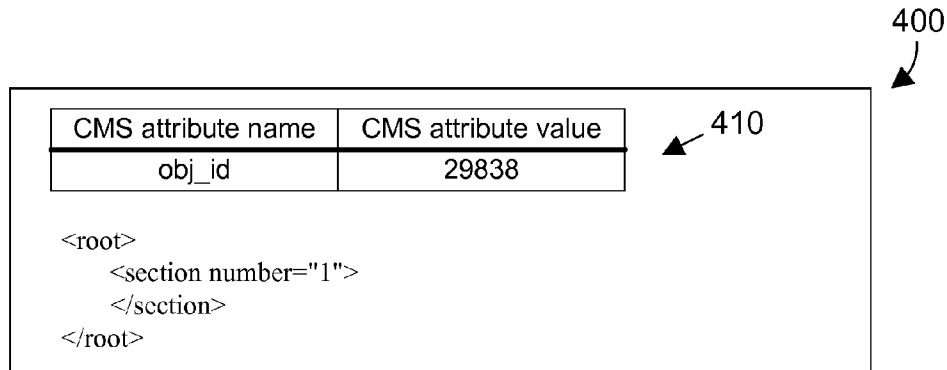 400
CMS attribute name CMS attribute value 410
obj_id 29838
<root>
<section number="1">
</section>
</root>